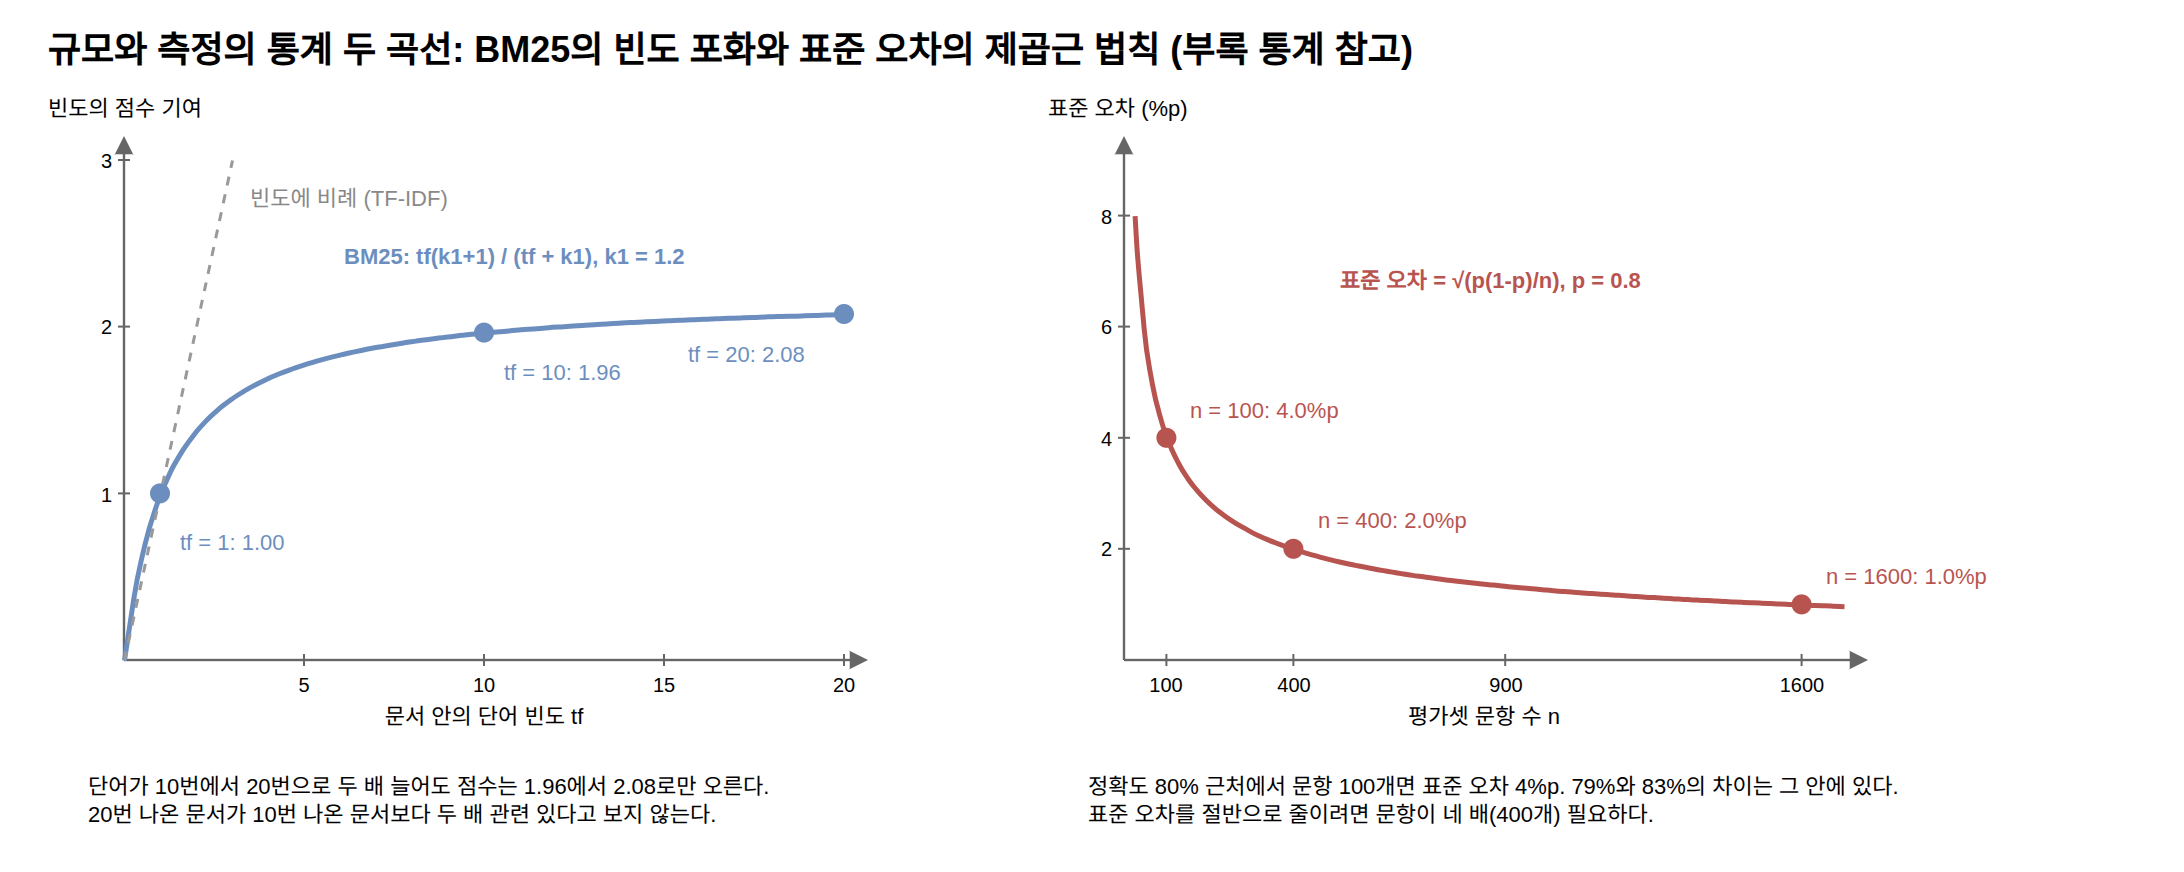 규모와 측정의 통계 두 곡선: BM25의 빈도 포화와 표준 오차의 제곱근 법칙 (부록 통계 참고)
빈도의 점수 기여
3
2
1
빈도에 비례 (TF-IDF)
BM25: tf(k1+1) / (tf + k1), k1 = 1.2
tf = 20: 2.08
tf = 10: 1.96
tf = 1: 1.00
5
10
15
20
문서 안의 단어 빈도 tf
단어가 10번에서 20번으로 두 배 늘어도 점수는 1.96에서 2.08로만 오른다.
20번 나온 문서가 10번 나온 문서보다 두 배 관련 있다고 보지 않는다.
표준 오차 (%p)
8
6
4
2
표준 오차 = √(p(1-p)/n), p = 0.8
n = 100: 4.0%p
n = 400: 2.0%p
n = 1600: 1.0%p
100
400
900
1600
평가셋 문항 수 n
정확도 80% 근처에서 문항 100개면 표준 오차 4%p. 79%와 83%의 차이는 그 안에 있다.
표준 오차를 절반으로 줄이려면 문항이 네 배(400개) 필요하다.